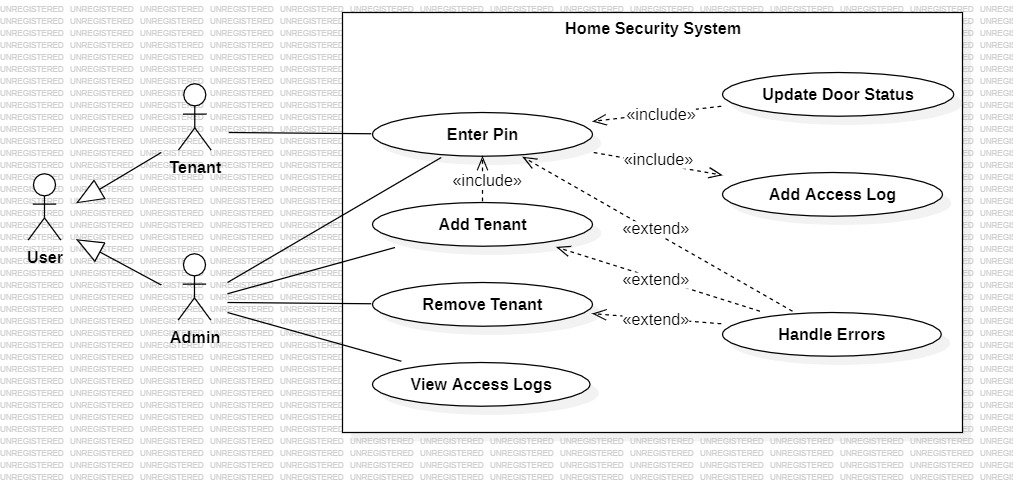 Home Security System
Update Door Status
«include»
Enter Pin
«include»
Tenant
«include»
Add Access Log
Add Tenant
«extend»
User
«extend»
Remove Tenant
«extend»
Handle Errors
Admin
View Access Logs
UNREGISTERED